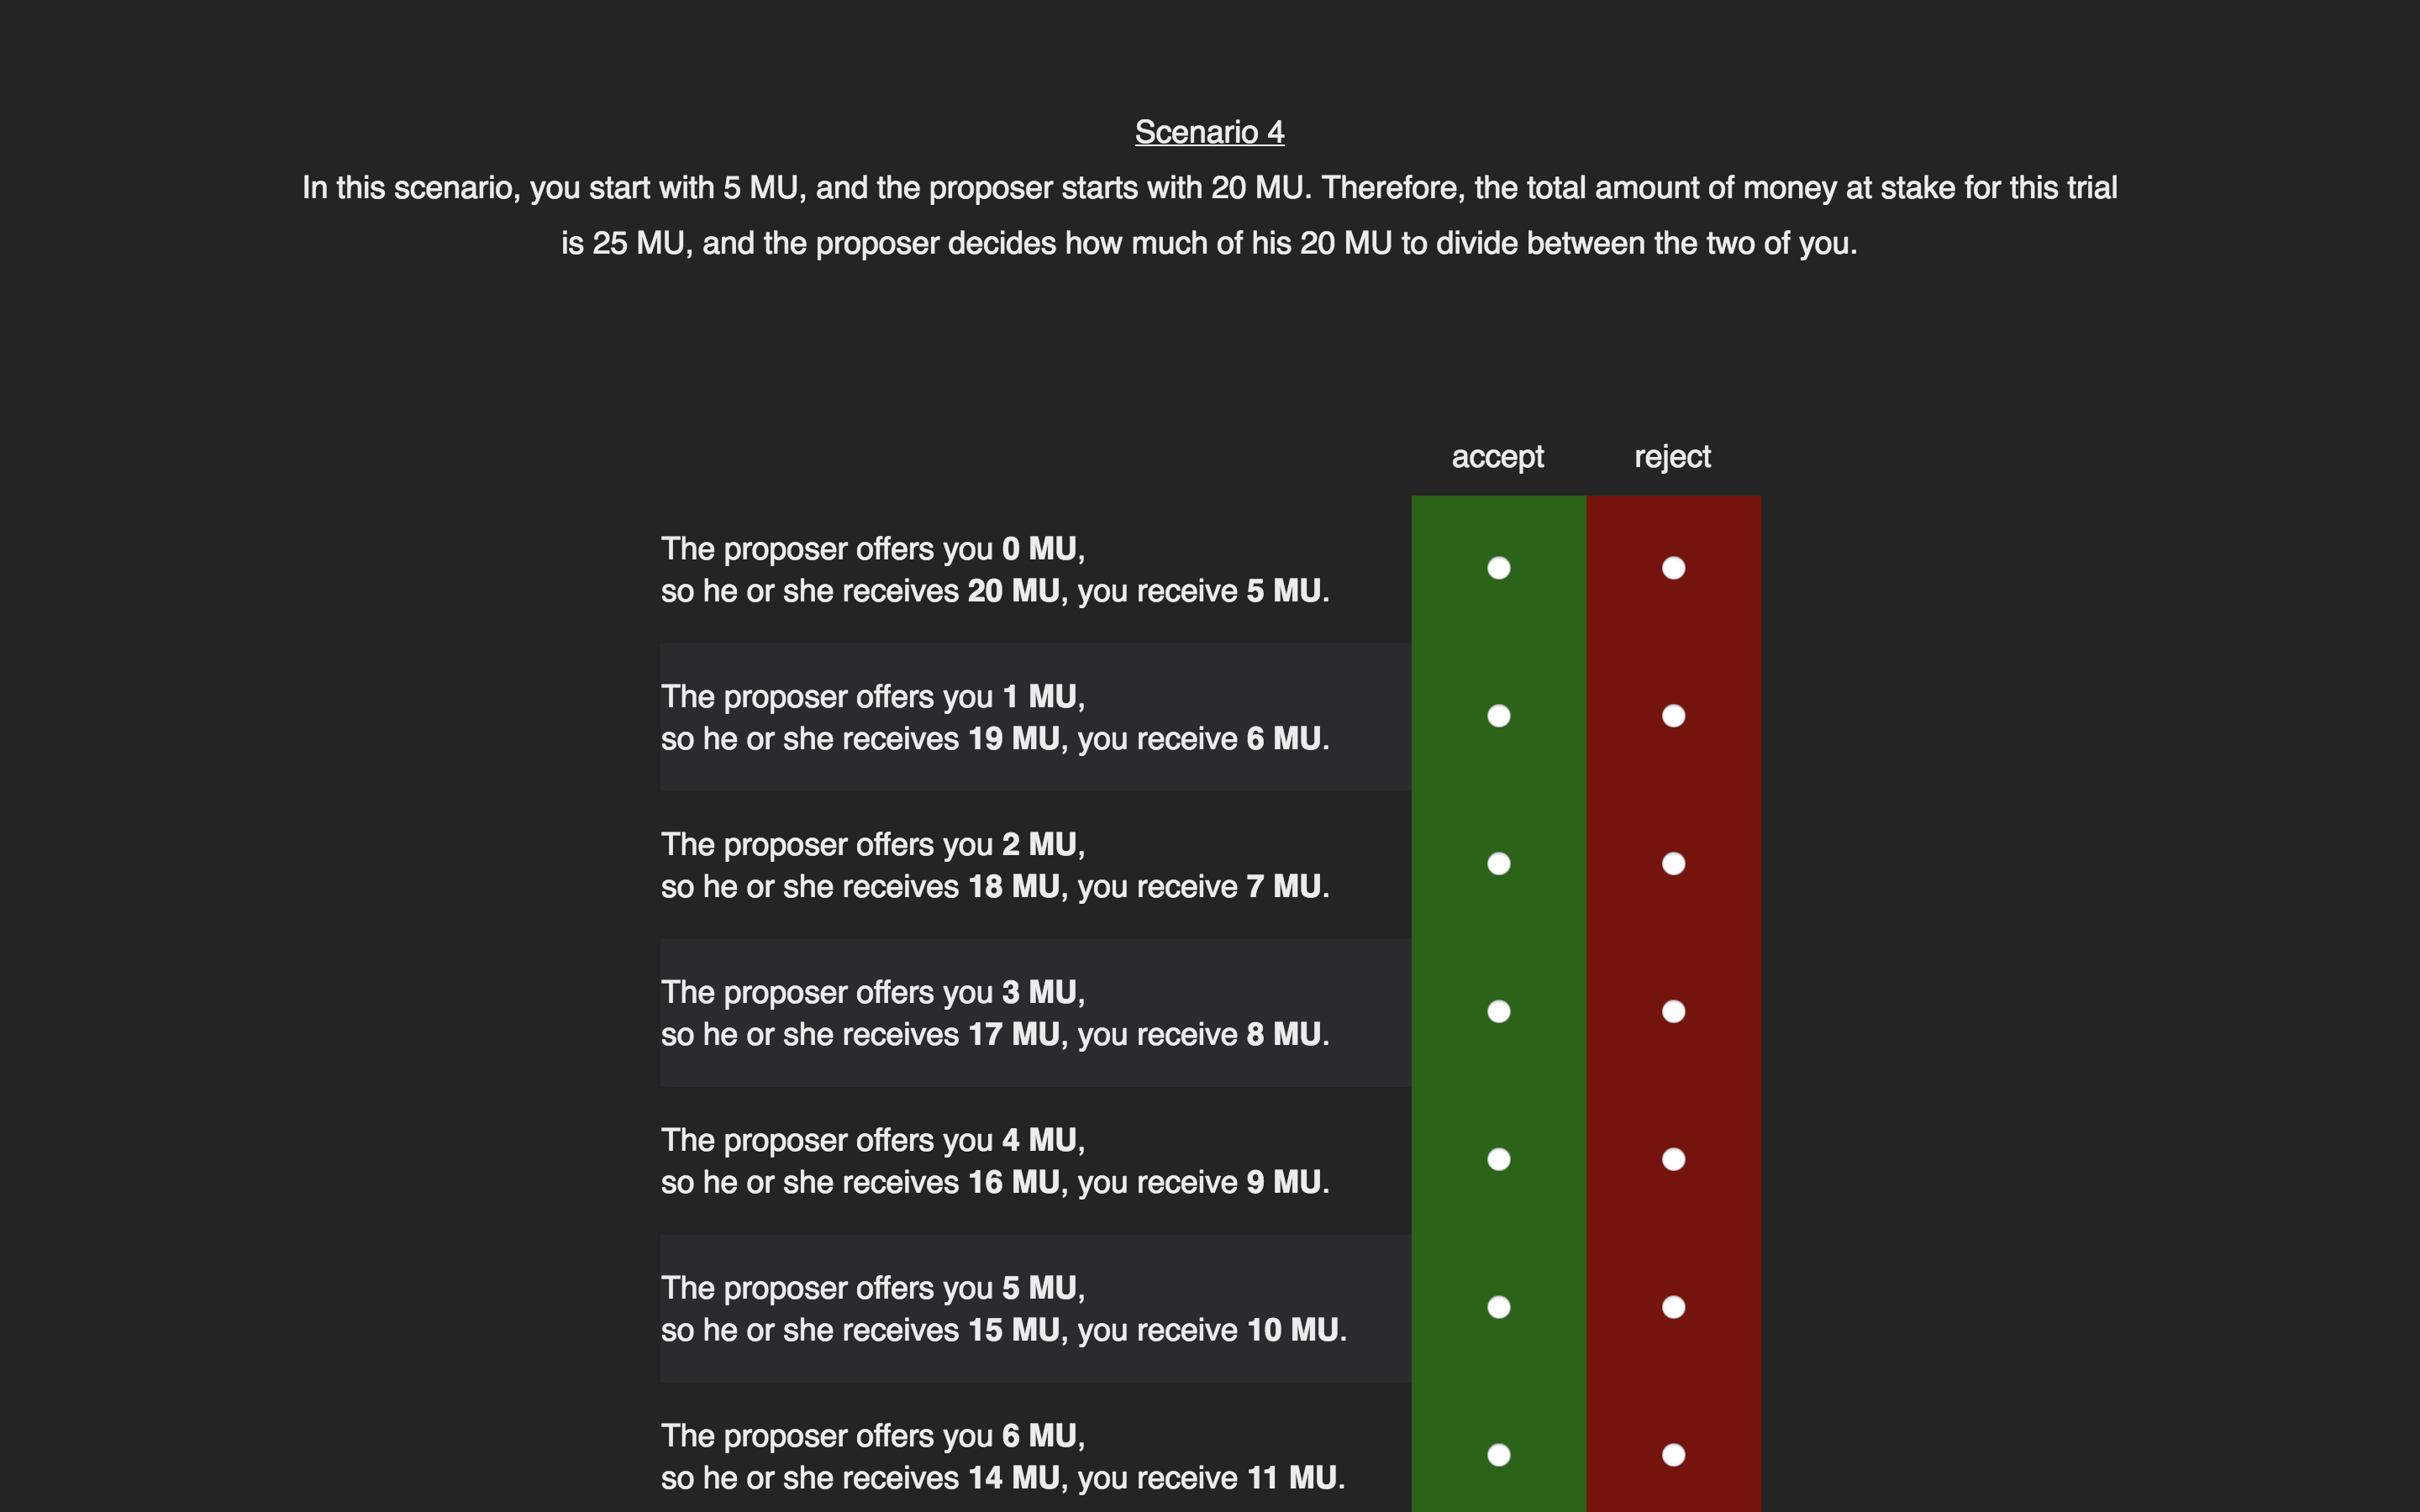 Scenario 4
In this scenario, you start with 5 MU, and the proposer starts with 20 MU. Therefore, the total amount of money at stake for this trial
is 25 MU, and the proposer decides how much of his 20 MU to divide between the two of you.
accept reject
The proposer offers you 0 MU,
so he or she receives 20 MU, you receive 5 MU.
The proposer offers you 1 MU,
so he or she receives 19 MU, you receive 6 MU.
The proposer offers you 2 MU,
so he or she receives 18 MU, you receive 7 MU.
The proposer offers you 3 MU,
so he or she receives 17 MU, you receive 8 MU.
The proposer offers you 4 MU,
so he or she receives 16 MU, you receive 9 MU.
The proposer offers you 5 MU,
so he or she receives 15 MU, you receive 10 MU.
The proposer offers you 6 MU,
so he or she receives 14 MU, you receive 11 MU.